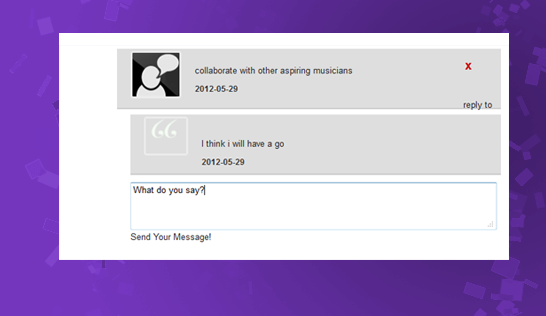 collaborate with other aspiring musicians
x
2012-05-29
reply to
I think i will have a go
2012-05-29
What do you say?
Send Your Message!